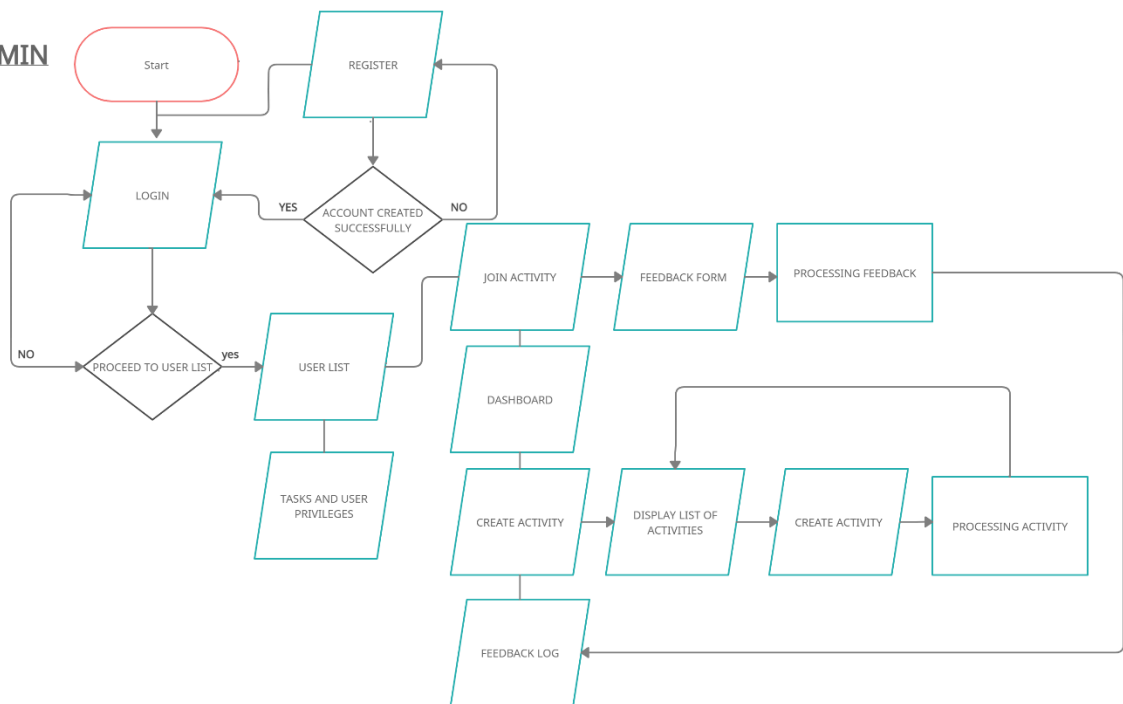 MIN
Start
REGISTER
LOGIN
YES
ACCOUNT CREATED
SUCCESSFULLY
NO
JOIN ACTIVITY
FEEDBACK FORM
PROCESSING FEEDBACK
NO
PROCEED TO USER LIST
yes
USER LIST
DASHBOARD
TASKS AND USER
PRIVILEGES
CREATE ACTIVITY
DISPLAY LIST OF
ACTIVITIES
CREATE ACTIVITY
PROCESSING ACTIVITY
FEEDBACK LOG